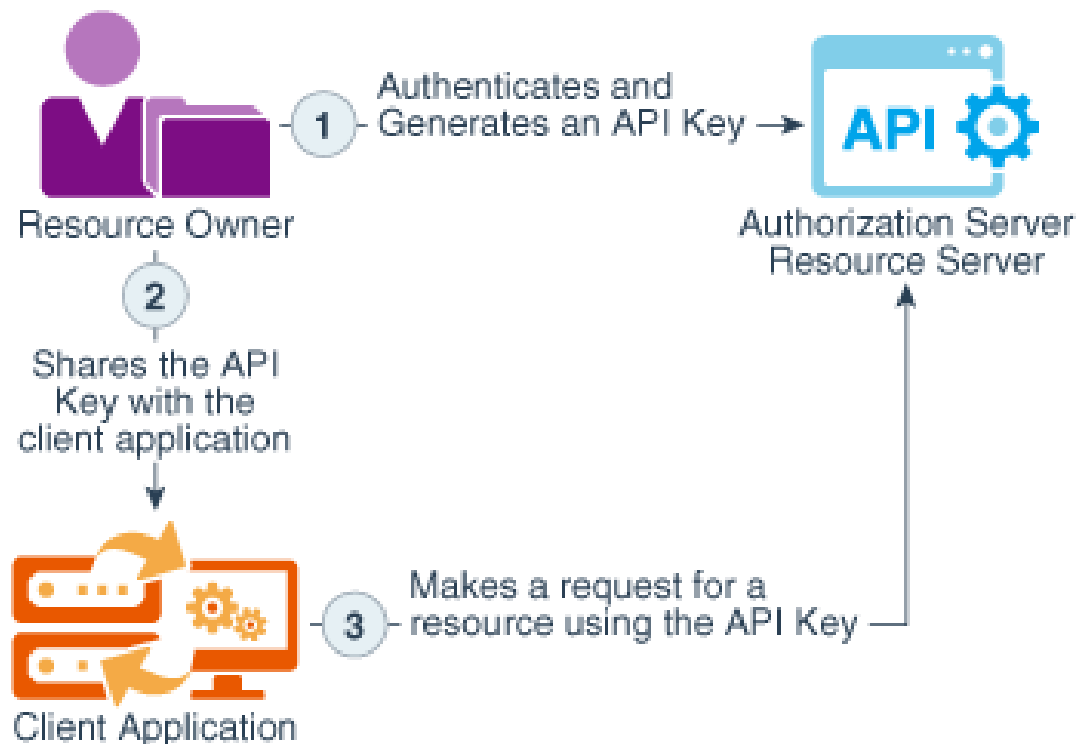 1
Authenticates and
Generates an API Key
API
Resource Owner
Authorization Server
Resource Server
2
Shares the API
Key with the
client application
3
Makes a request for a
resource using the API Key
Client Application